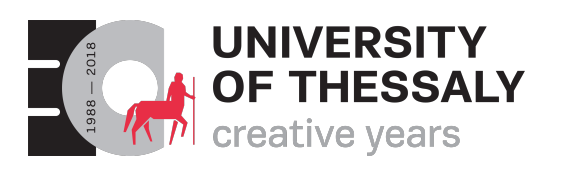 1988 — 2018
UNIVERSITY
OF THESSALY
creative years